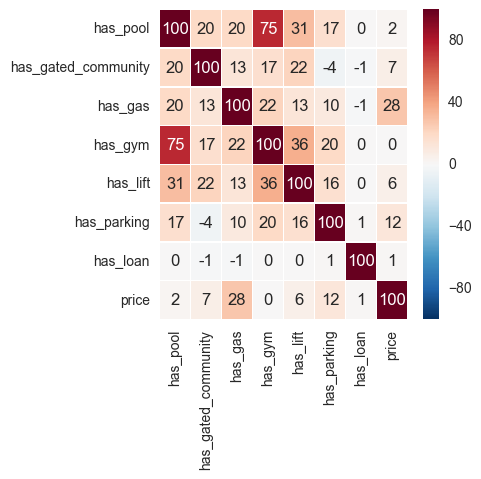 has_pool 100 20 20 75 31 17 0 2
has_gated_community 20 100 13 17 22 -4 -1 7
has_gas 20 13 100 22 13 10 -1 28
has_gym 75 17 22 100 36 20 0 0
has_lift 31 22 13 36 100 16 0 6
has_parking 17 -4 10 20 16 100 1 12
has_loan 0 -1 -1 0 0 1 100 1
price 2 7 28 0 6 12 1 100
has_pool
has_gated_community
has_gas
has_gym
has_lift
has_parking
has_loan
price
80
40
0
−40
−80